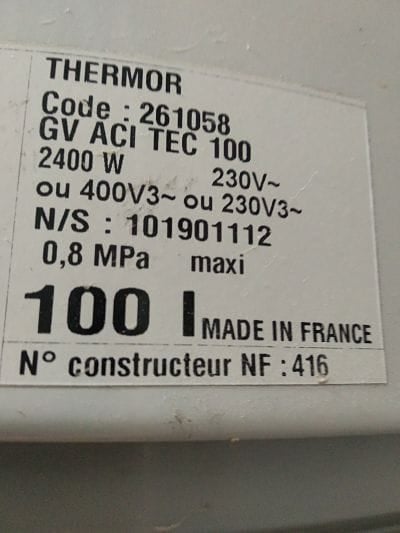 THERMOR
Code : 261058
GV ACI TEC 100
2400 W 230V~
ou 400V3~ ou 230V3~
N/S : 101901112
0,8 MPa maxi
100 l MADE IN FRANCE
N° constructeur NF : 416